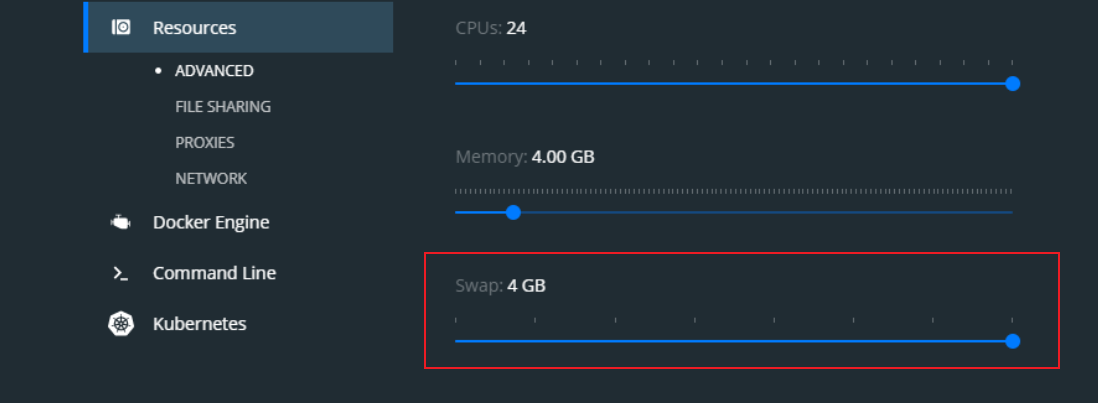 Resources
ADVANCED
FILE SHARING
PROXIES
NETWORK
Docker Engine
Command Line
Kubernetes
CPUs: 24
Memory: 4.00 GB
Swap: 4 GB